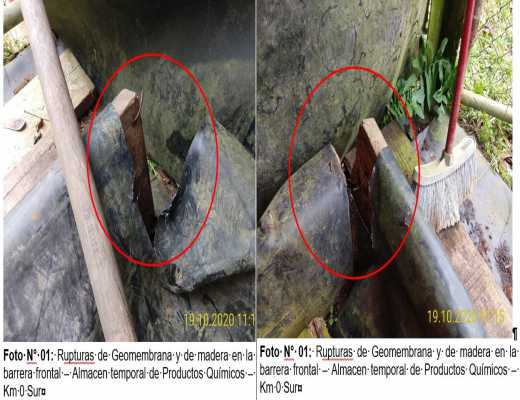 19.10.2020 11:1
Foto N° 01: Rupturas de Geomembrana y de madera en la
barrera frontal – Almacen temporal de Productos Químicos –
Km 0 Sur¤
19.10.2020
¶
Foto N° 01: Rupturas de Geomembrana y de madera en la
barrera frontal – Almacen temporal de Productos Químicos –
Km 0 Sur¤